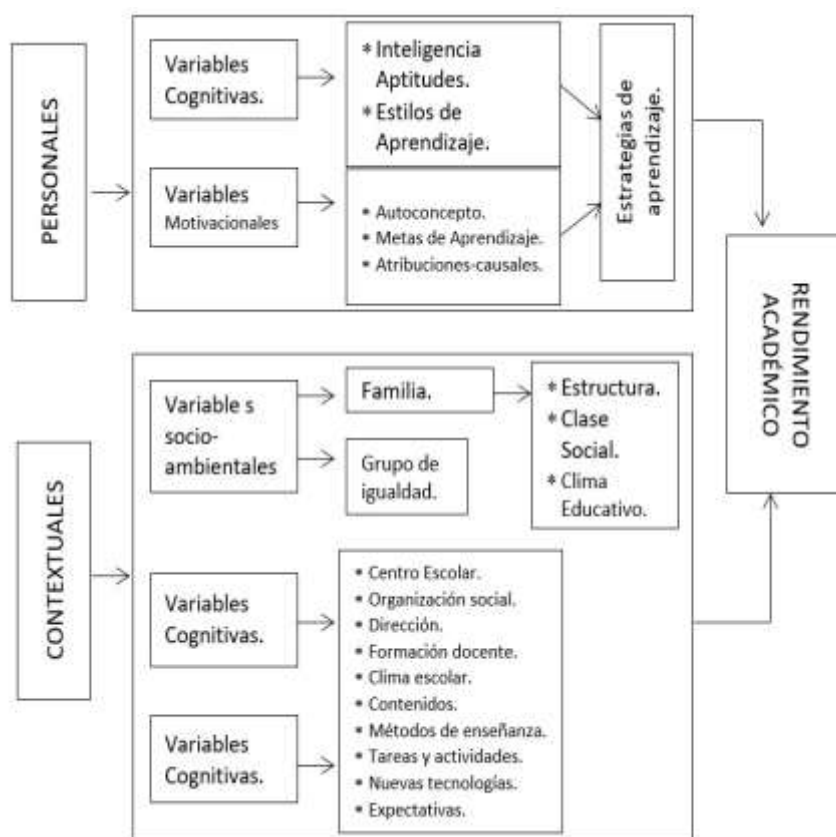 PERSONALES
Variables
Cognitivas.
* Inteligencia
Aptitudes.
* Estilos de
Aprendizaje.
Variables
Motivacionales
* Autoconcepto.
* Metas de Aprendizaje.
* Atribuciones-causales.
Estrategias de
aprendizaje.
RENDIMIENTO
ACADÉMICO
CONTEXTUALES
Variable s
socio-
ambientales
Familia.
* Estructura.
* Clase
Social.
* Clima
Educativo.
Grupo de
igualdad.
Variables
Cognitivas.
Variables
Cognitivas.
* Centro Escolar.
* Organización social.
* Dirección.
* Formación docente.
* Clima escolar.
* Contenidos.
* Métodos de enseñanza.
* Tareas y actividades.
* Nuevas tecnologías.
* Expectativas.